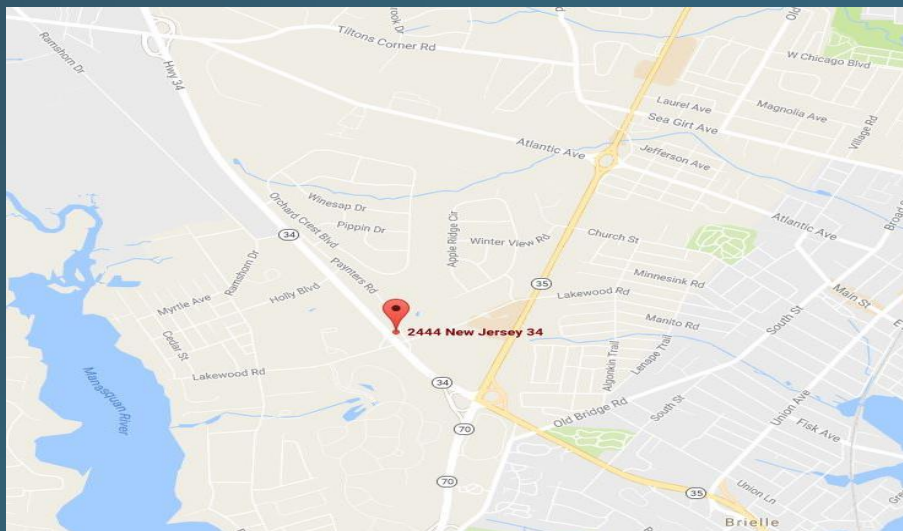 Ramshorn Dr
Hwy 34
Tiltons Corner Rd
W Chicago Blvd
Laurel Ave
Magnolia Ave
Sea Girt Ave
Village Rd
Atlantic Ave
Jefferson Ave
Atlantic Ave
Winesap Dr
Pippin Dr
Orchard Crest Blvd
Apple Ridge Cir
Winter View Rd
Church St
34
Paynters Rd
Ramshorn Dr
Holly Blvd
Myrtle Ave
35
Lakewood Rd
Minnesink Rd
Main St
Manito Rd
South St
2444 New Jersey 34
Cedar St
Lakewood Rd
Algonkin Trail
Lenape Trail
Manasquan River
34
70
Old Bridge Rd
South St
Union Ave
Fisk Ave
70
35
Union Ln
Brielle